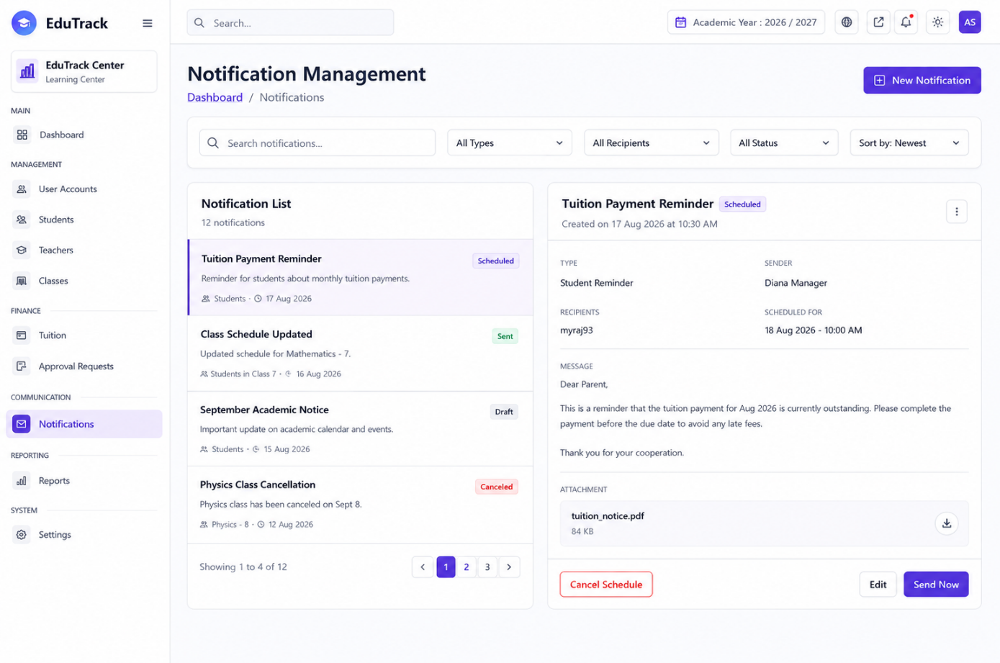 EduTrack
Search...
Academic Year : 2026 / 2027
AS
EduTrack Center
Learning Center
MAIN
Dashboard
MANAGEMENT
User Accounts
Students
Teachers
Classes
FINANCE
Tuition
Approval Requests
COMMUNICATION
Notifications
REPORTING
Reports
SYSTEM
Settings
Notification Management
Dashboard / Notifications
New Notification
Search notifications...
All Types
All Recipients
All Status
Sort by: Newest
Notification List
12 notifications
Tuition Payment Reminder
Scheduled
Reminder for students about monthly tuition payments.
Students · 17 Aug 2026
Class Schedule Updated
Sent
Updated schedule for Mathematics - 7.
Students in Class 7 · 16 Aug 2026
September Academic Notice
Draft
Important update on academic calendar and events.
Students · 15 Aug 2026
Physics Class Cancellation
Canceled
Physics class has been canceled on Sept 8.
Physics - 8 · 12 Aug 2026
Showing 1 to 4 of 12
1 2 3
Tuition Payment Reminder
Scheduled
Created on 17 Aug 2026 at 10:30 AM
TYPE
Student Reminder
SENDER
Diana Manager
RECIPIENTS
myraj93
SCHEDULED FOR
18 Aug 2026 - 10:00 AM
MESSAGE
Dear Parent,
This is a reminder that the tuition payment for Aug 2026 is currently outstanding. Please complete the
payment before the due date to avoid any late fees.
Thank you for your cooperation.
ATTACHMENT
tuition_notice.pdf
84 KB
Cancel Schedule
Edit
Send Now